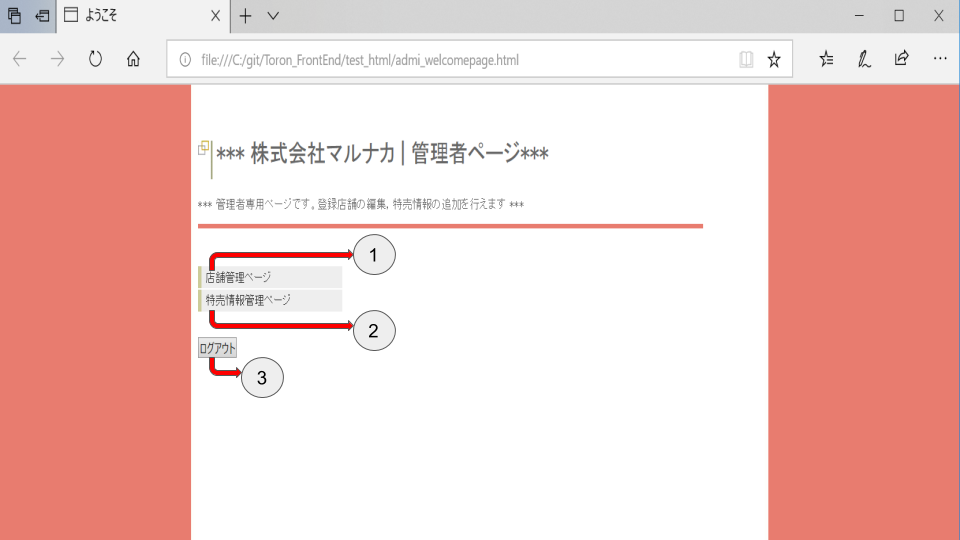 ようこそ
file:///C:/git/Toron_FrontEnd/test_html/admi_welcomepage.html
*** 株式会社マルナカ | 管理者ページ***
*** 管理者専用ページです。登録店舗の編集, 特売情報の追加を行えます ***
1
店舗管理ページ
特売情報管理ページ
2
ログアウト
3